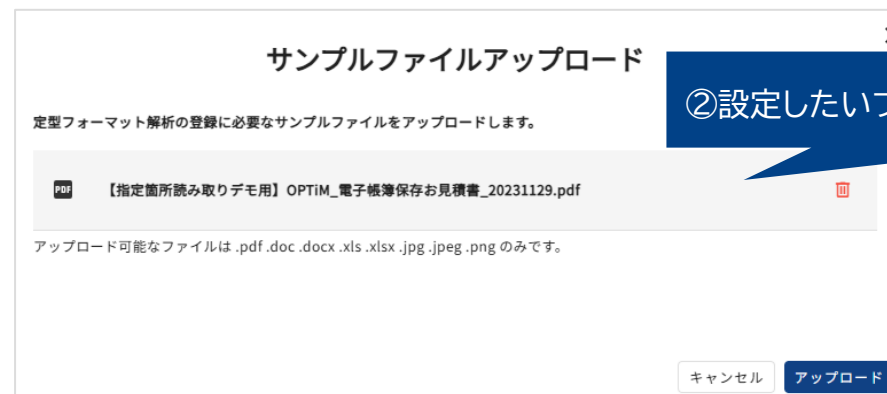 サンプルファイルアップロード
②設定したい
定型フォーマット解析の登録に必要なサンプルファイルをアップロードします。
PDF 【指定箇所読み取りデモ用】OPTiM_電子帳簿保存お見積書_20231129.pdf
アップロード可能なファイルは .pdf .doc .docx .xls .xlsx .jpg .jpeg .png のみです。
キャンセル アップロード